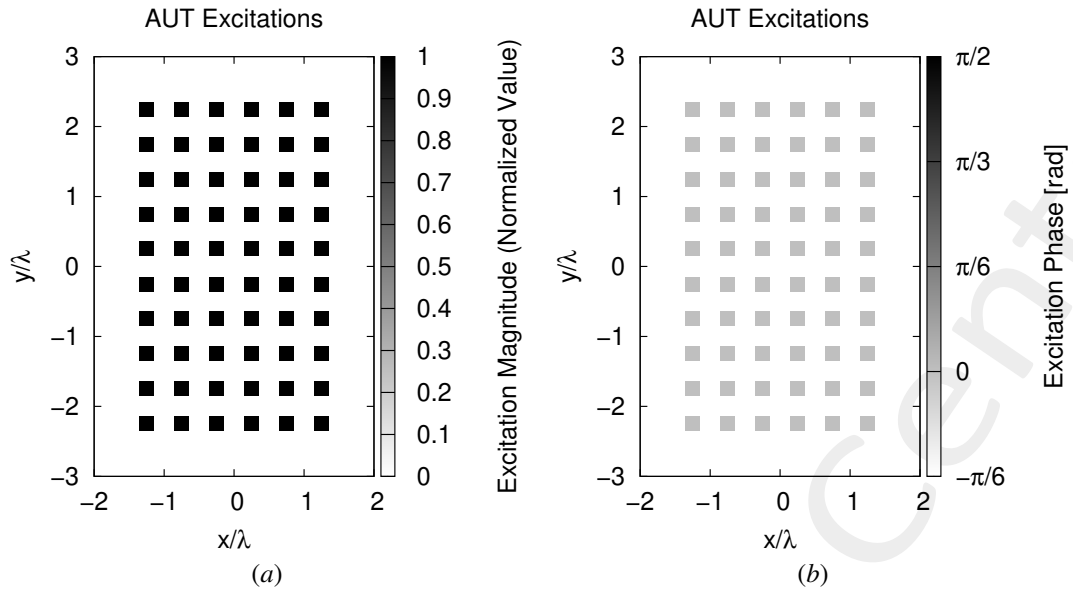 AUT Excitations
3
2
1
0
−1
−2
−3
y/λ
−2
−1
0
1
2
x/λ
1
0.9
0.8
0.7
0.6
0.5
0.4
0.3
0.2
0.1
0
Excitation Magnitude (Normalized Value)
(a)
AUT Excitations
3
2
1
0
−1
−2
−3
y/λ
−2
−1
0
1
2
x/λ
π/2
π/3
π/6
0
−π/6
Excitation Phase [rad]
(b)
Cent